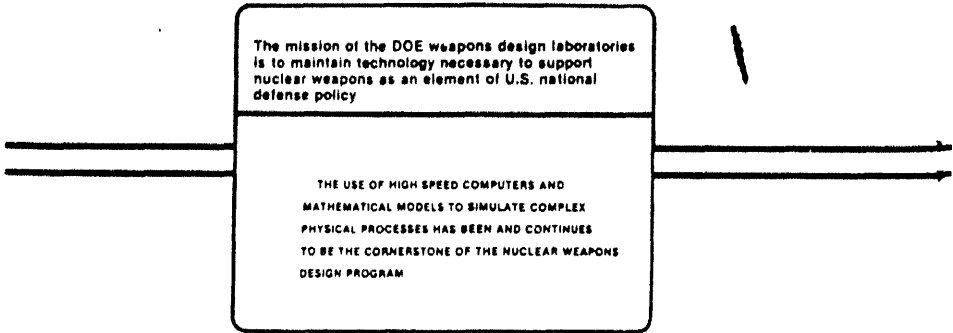 The mission of the DOE weapons design laboratories
is to maintain technology necessary to support
nuclear weapons as an element of U.S. national
defense policy
THE USE OF HIGH SPEED COMPUTERS AND
MATHEMATICAL MODELS TO SIMULATE COMPLEX
PHYSICAL PROCESSES HAS BEEN AND CONTINUES
TO BE THE CORNERSTONE OF THE NUCLEAR WEAPONS
DESIGN PROGRAM